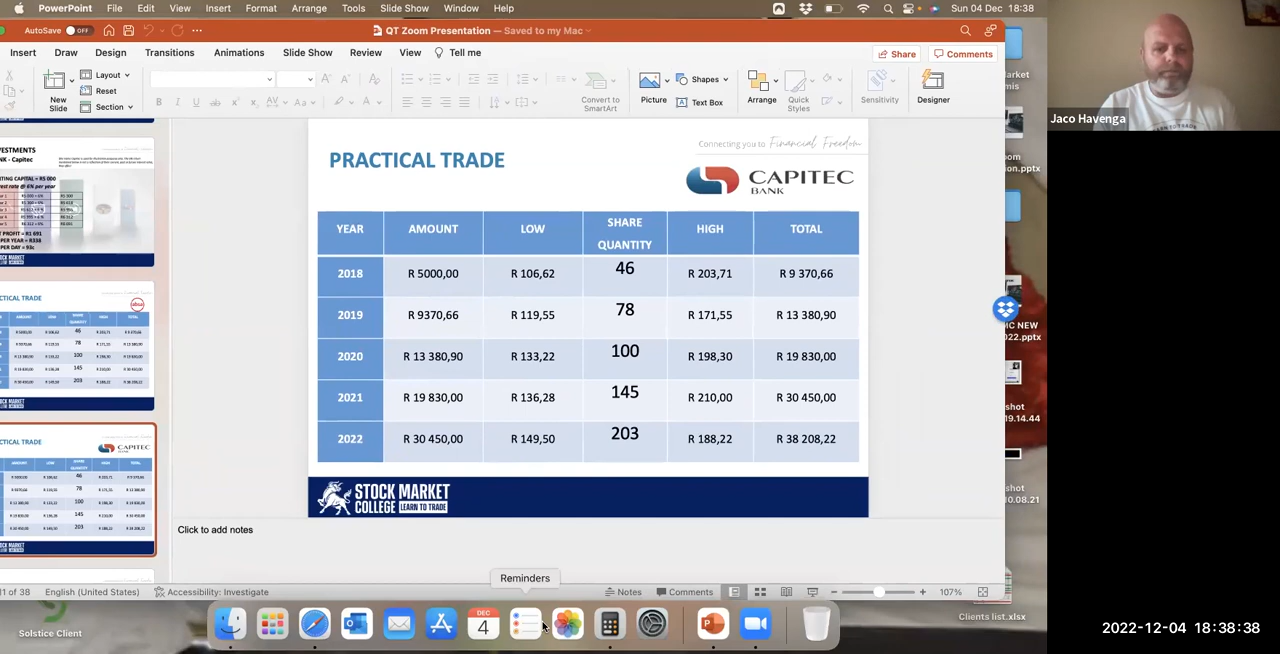 PowerPoint File Edit View Insert Format Arrange Tools Slide Show Window Help Sun 04 Dec 18:38
AutoSave OFF QT Zoom Presentation — Saved to my Mac
Insert Draw Design Transitions Animations Slide Show Review View Tell me Share Comments
New Slide
Layout
Reset
Section
Convert to SmartArt
Picture
Shapes
Text Box
Arrange
Quick Styles
Sensitivity
Designer
Jaco Havenga
PRACTICAL TRADE
Connecting you to Financial Freedom
CAPITEC
BANK
YEAR AMOUNT LOW SHARE QUANTITY HIGH TOTAL
2018 R 5000,00 R 106,62 46 R 203,71 R 9 370,66
2019 R 9370,66 R 119,55 78 R 171,55 R 13 380,90
2020 R 13 380,90 R 133,22 100 R 198,30 R 19 830,00
2021 R 19 830,00 R 136,28 145 R 210,00 R 30 450,00
2022 R 30 450,00 R 149,50 203 R 188,22 R 38 208,22
STOCK MARKET
COLLEGE LEARN TO TRADE
Click to add notes
Reminders
English (United States) Accessibility: Investigate Notes Comments 107%
DEC
4
Solstice Client
Clients list.xlsx
2022-12-04 18:38:38